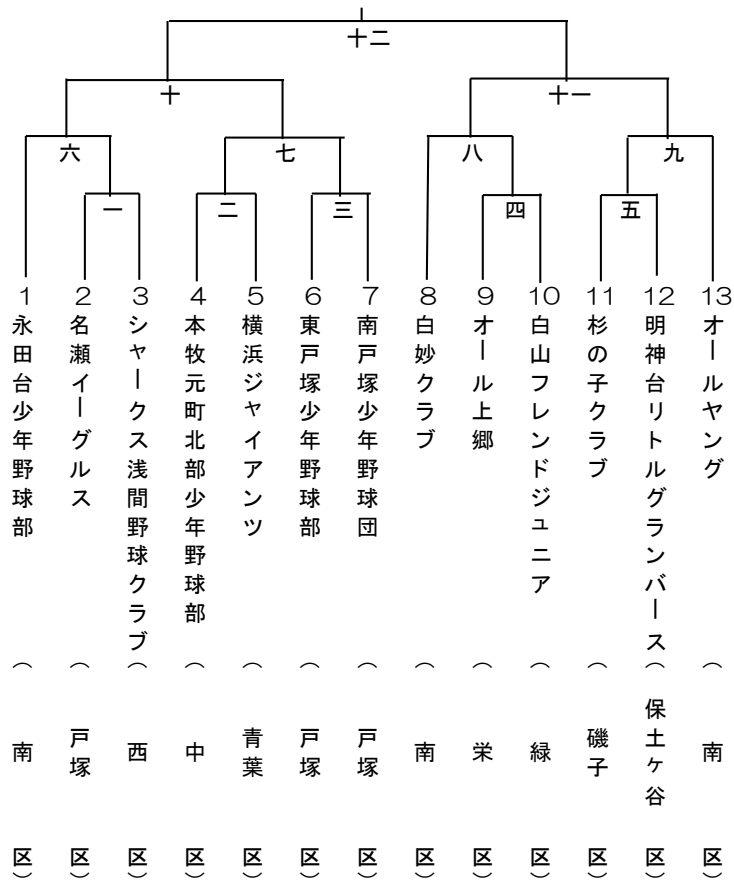 十二
十
十一
六
七
八
九
一
二
三
四
五
1 永田台少年野球部 （南区）
2 名瀬イーグルス （戸塚区）
3 シャークス浅間野球クラブ （西区）
4 本牧元町北部少年野球部 （中区）
5 横浜ジャイアンツ （青葉区）
6 東戸塚少年野球部 （戸塚区）
7 南戸塚少年野球団 （戸塚区）
8 白妙クラブ （南区）
9 オール上郷 （栄区）
10 白山フレンドジュニア （緑区）
11 杉の子クラブ （磯子区）
12 明神台リトルグランバース （保土ヶ谷区）
13 オールヤング （南区）